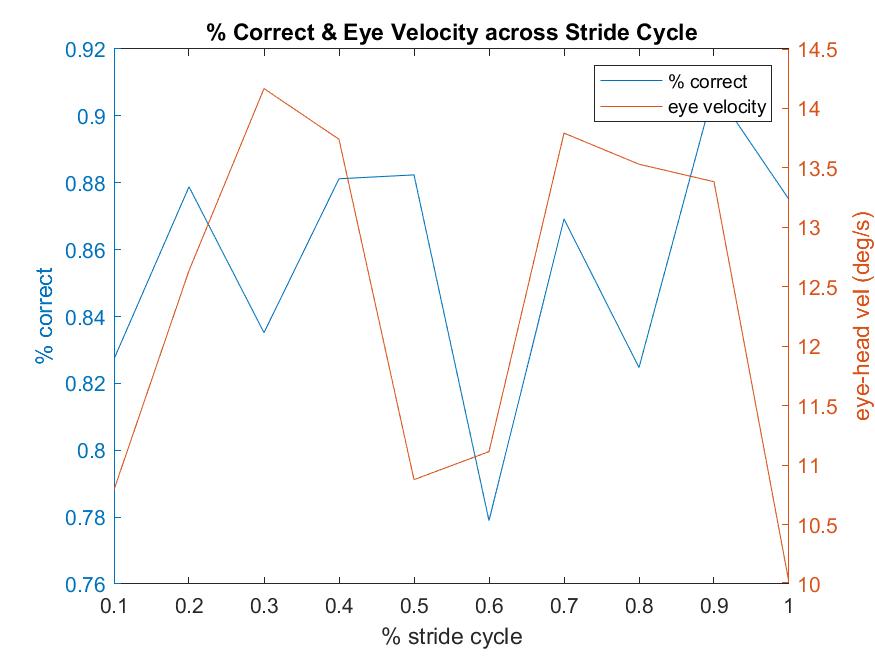 % Correct & Eye Velocity across Stride Cycle
0.92
0.9
0.88
0.86
0.84
0.82
0.8
0.78
0.76
% correct
14.5
14
13.5
13
12.5
12
11.5
11
10.5
10
eye-head vel (deg/s)
% correct
eye velocity
0.1 0.2 0.3 0.4 0.5 0.6 0.7 0.8 0.9 1
% stride cycle